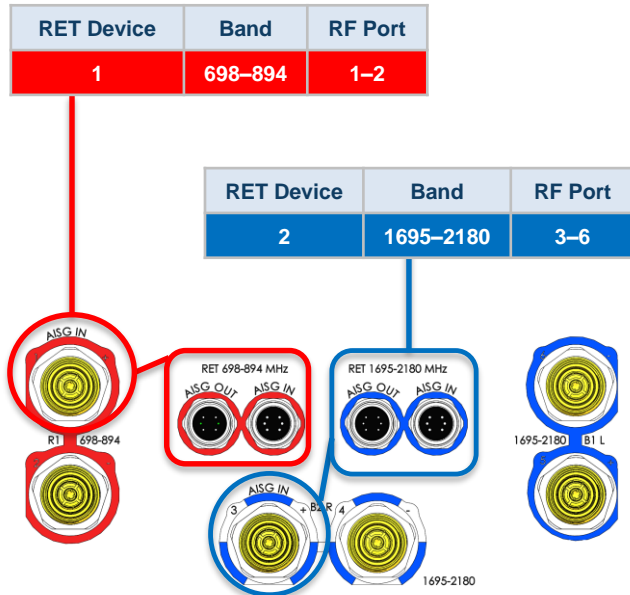 RET Device Band RF Port
1 698–894 1–2
RET Device Band RF Port
2 1695–2180 3–6
AISG IN
RET 698-894 MHz
AISG OUT AISG IN
RET 1695-2180 MHz
AISG OUT AISG IN
R1 698-894
1695-2180 B1 L
AISG IN
3 + B2 R 4 -
1695-2180